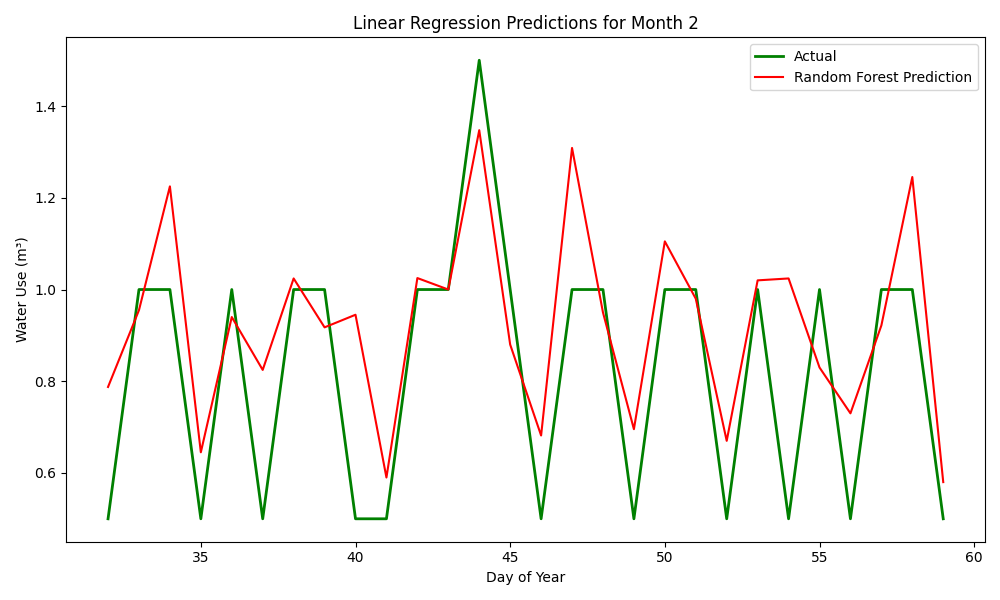 Linear Regression Predictions for Month 2
Actual
Random Forest Prediction
Water Use (m³)
1.4
1.2
1.0
0.8
0.6
35
40
45
50
55
60
Day of Year